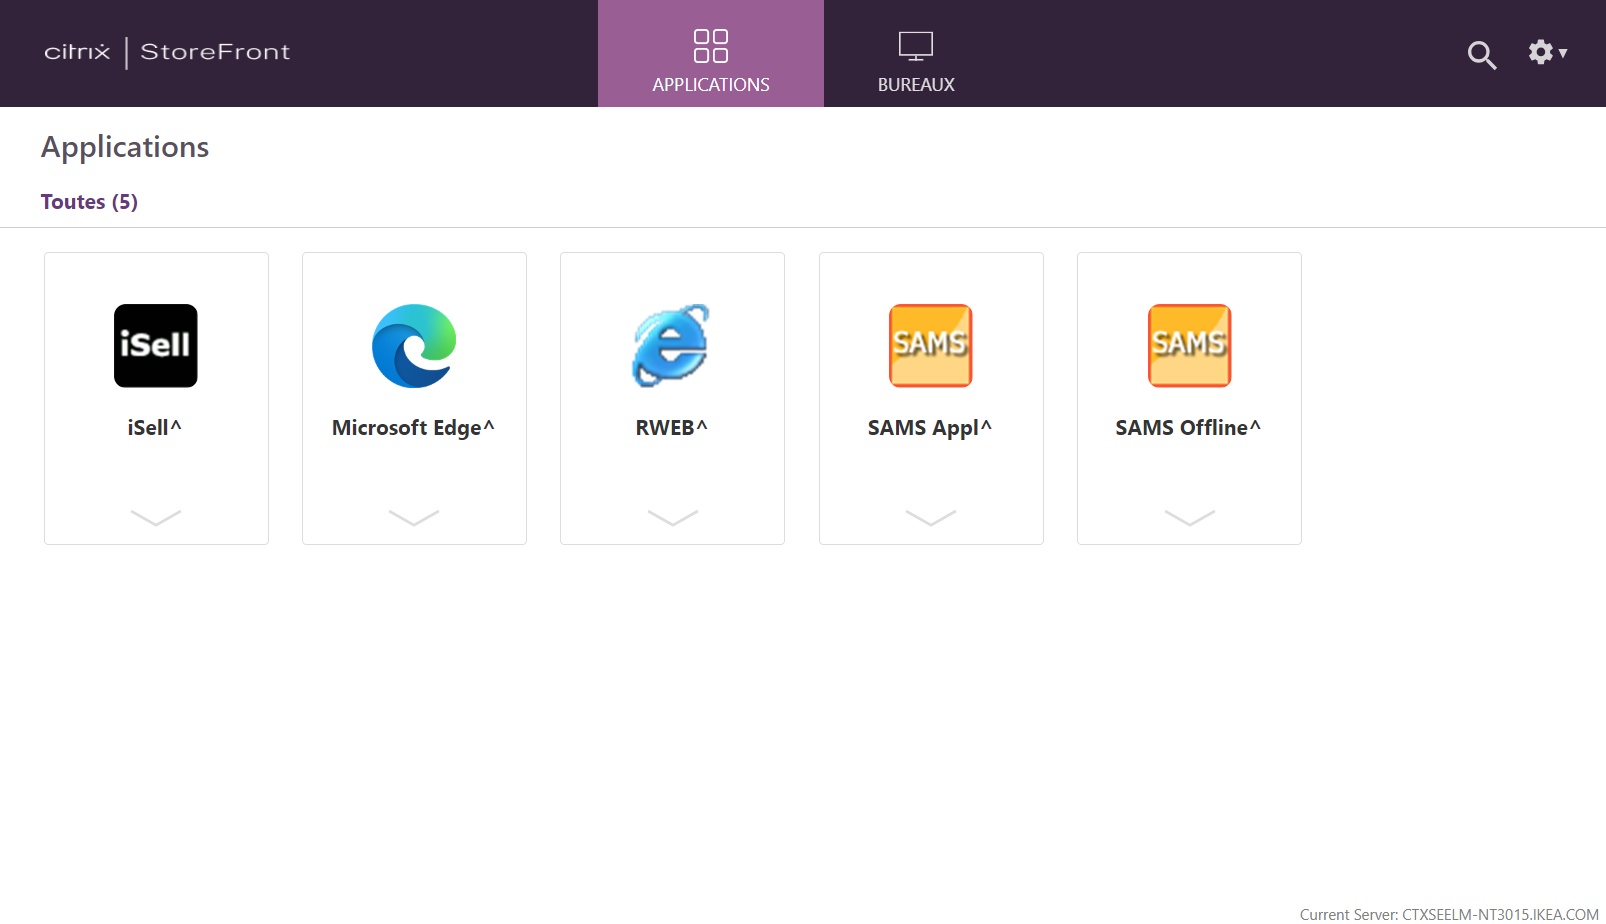 citrix | StoreFront
APPLICATIONS
BUREAUX
Applications
Toutes (5)
iSell
iSell^
Microsoft Edge^
RWEB^
SAMS
SAMS Appl^
SAMS
SAMS Offline^
Current Server: CTXSEELM-NT3015.IKEA.COM